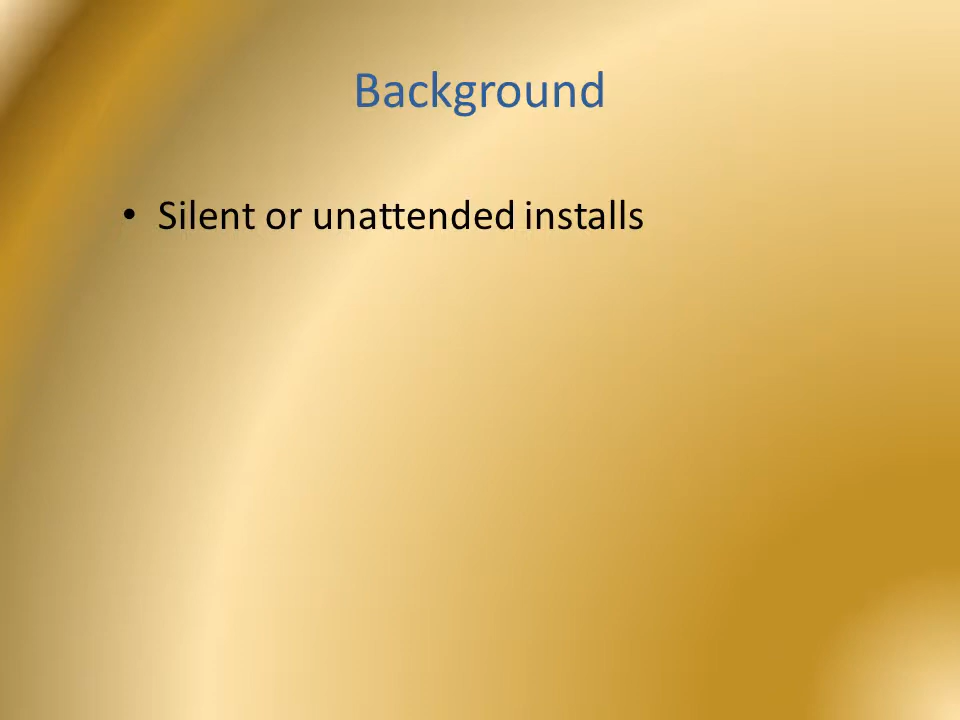 Background
• Silent or unattended installs